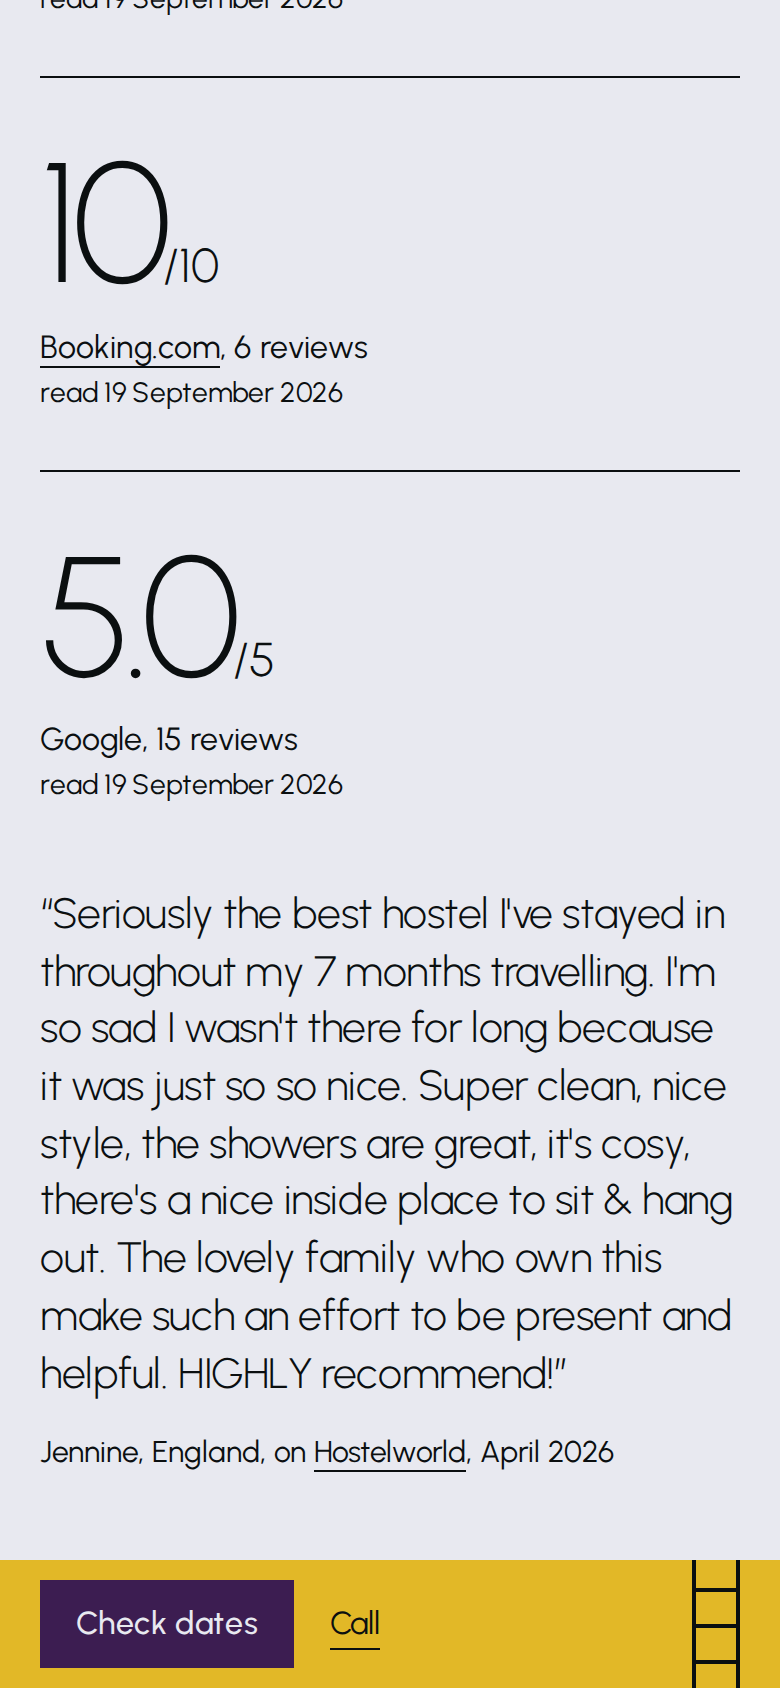 read 19 September 2026
10/10
Booking.com, 6 reviews
read 19 September 2026
5.0/5
Google, 15 reviews
read 19 September 2026
“Seriously the best hostel I've stayed in
throughout my 7 months travelling. I'm
so sad I wasn't there for long because
it was just so so nice. Super clean, nice
style, the showers are great, it's cosy,
there's a nice inside place to sit & hang
out. The lovely family who own this
make such an effort to be present and
helpful. HIGHLY recommend!”
Jennine, England, on Hostelworld, April 2026
Check dates
Call